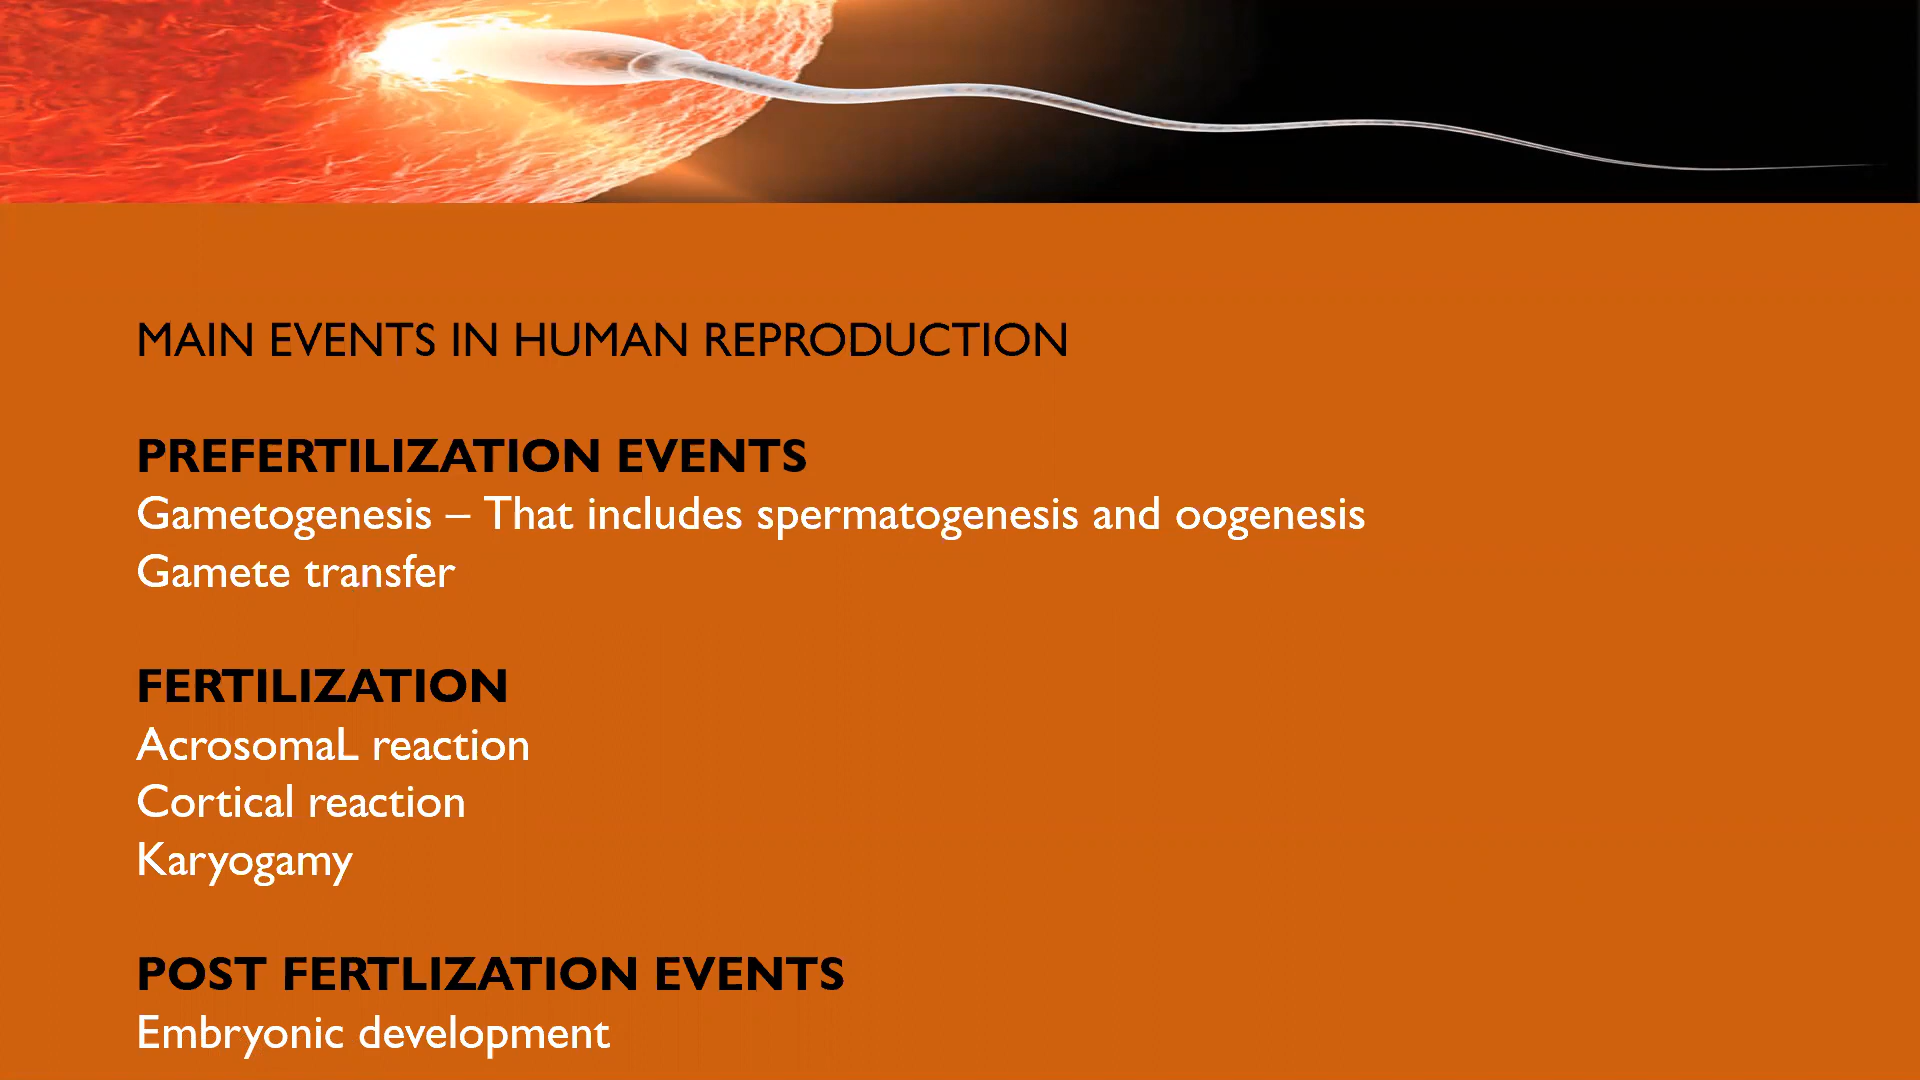 MAIN EVENTS IN HUMAN REPRODUCTION
PREFERTILIZATION EVENTS
Gametogenesis – That includes spermatogenesis and oogenesis
Gamete transfer
FERTILIZATION
AcrosomaL reaction
Cortical reaction
Karyogamy
POST FERTLIZATION EVENTS
Embryonic development